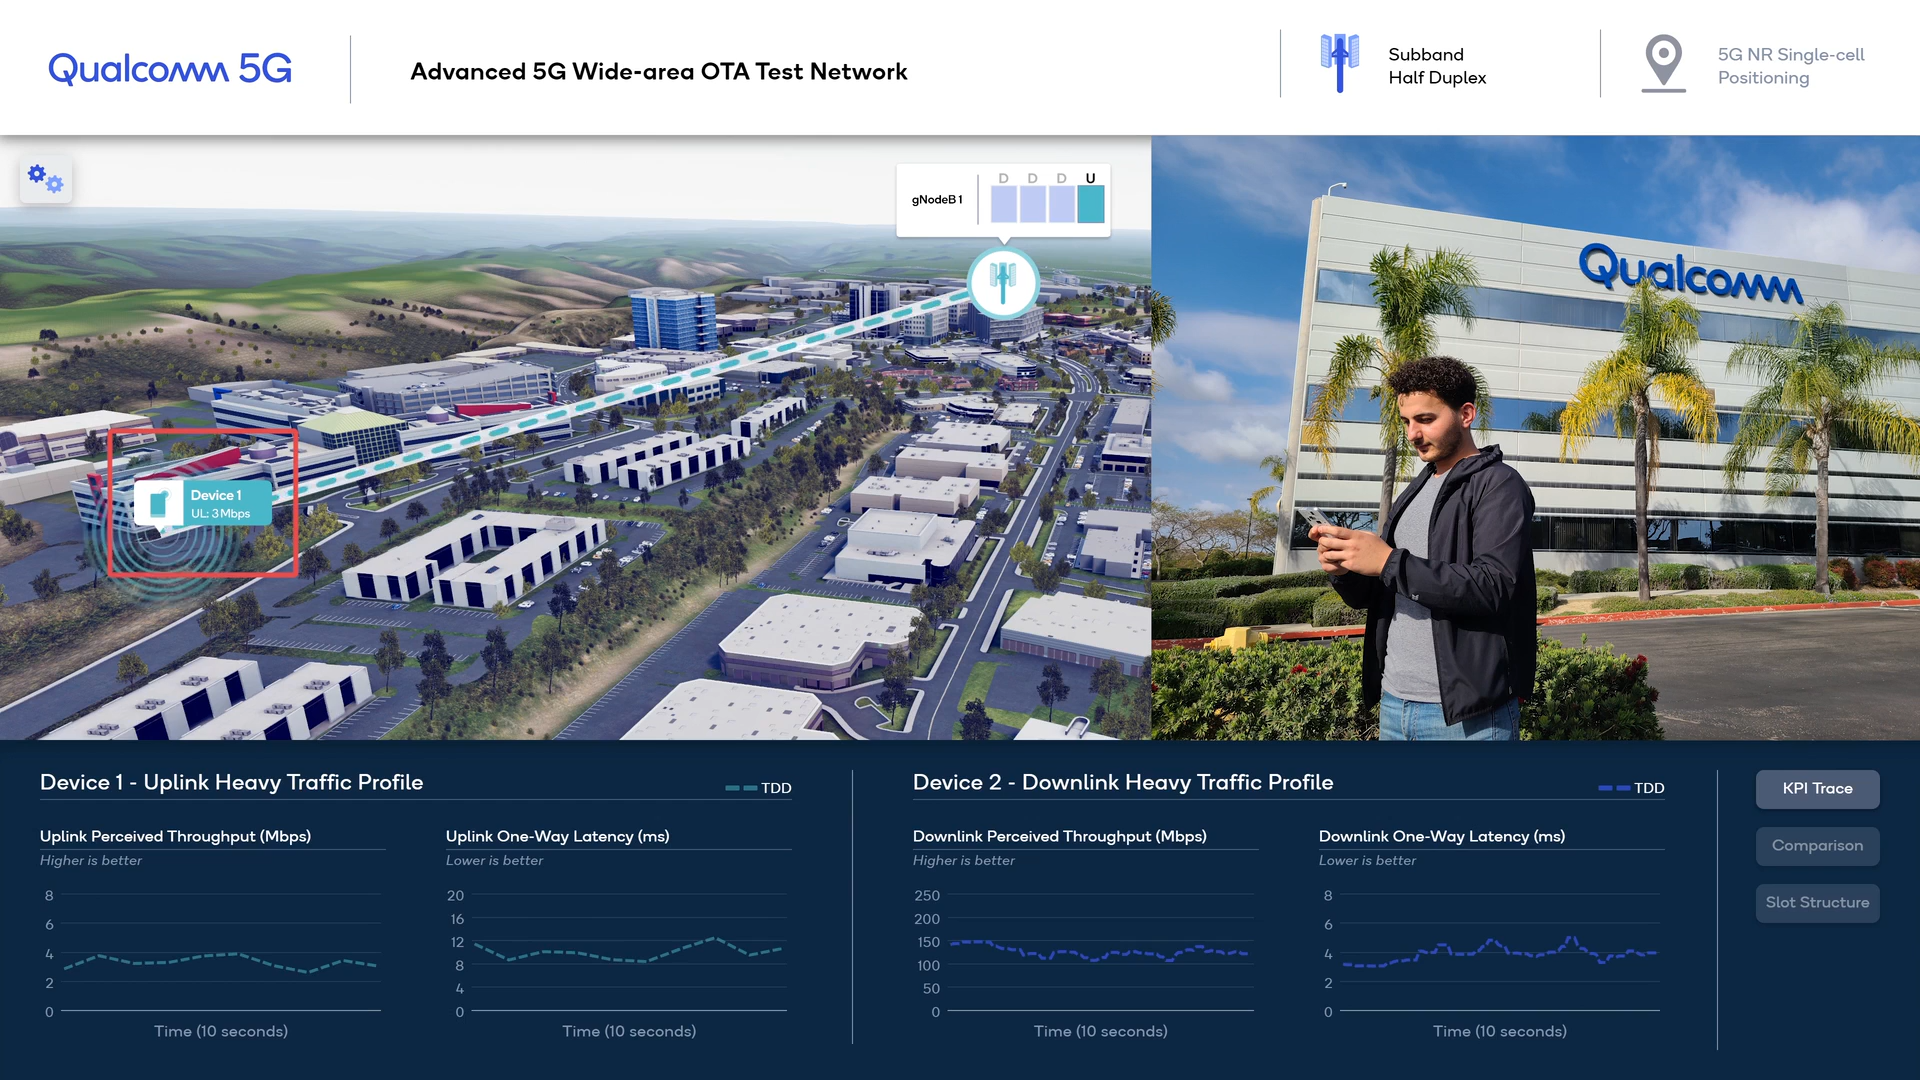 Qualcomm 5G
Advanced 5G Wide-area OTA Test Network
Subband
Half Duplex
5G NR Single-cell
Positioning
gNodeB 1
D D D U
Device 1
UL: 3 Mbps
Qualcomm
Device 1 - Uplink Heavy Traffic Profile
TDD
Uplink Perceived Throughput (Mbps)
Higher is better
8
6
4
2
0
Time (10 seconds)
Uplink One-Way Latency (ms)
Lower is better
20
16
12
8
4
0
Time (10 seconds)
Device 2 - Downlink Heavy Traffic Profile
TDD
Downlink Perceived Throughput (Mbps)
Higher is better
250
200
150
100
50
0
Time (10 seconds)
Downlink One-Way Latency (ms)
Lower is better
8
6
4
2
0
Time (10 seconds)
KPI Trace
Comparison
Slot Structure